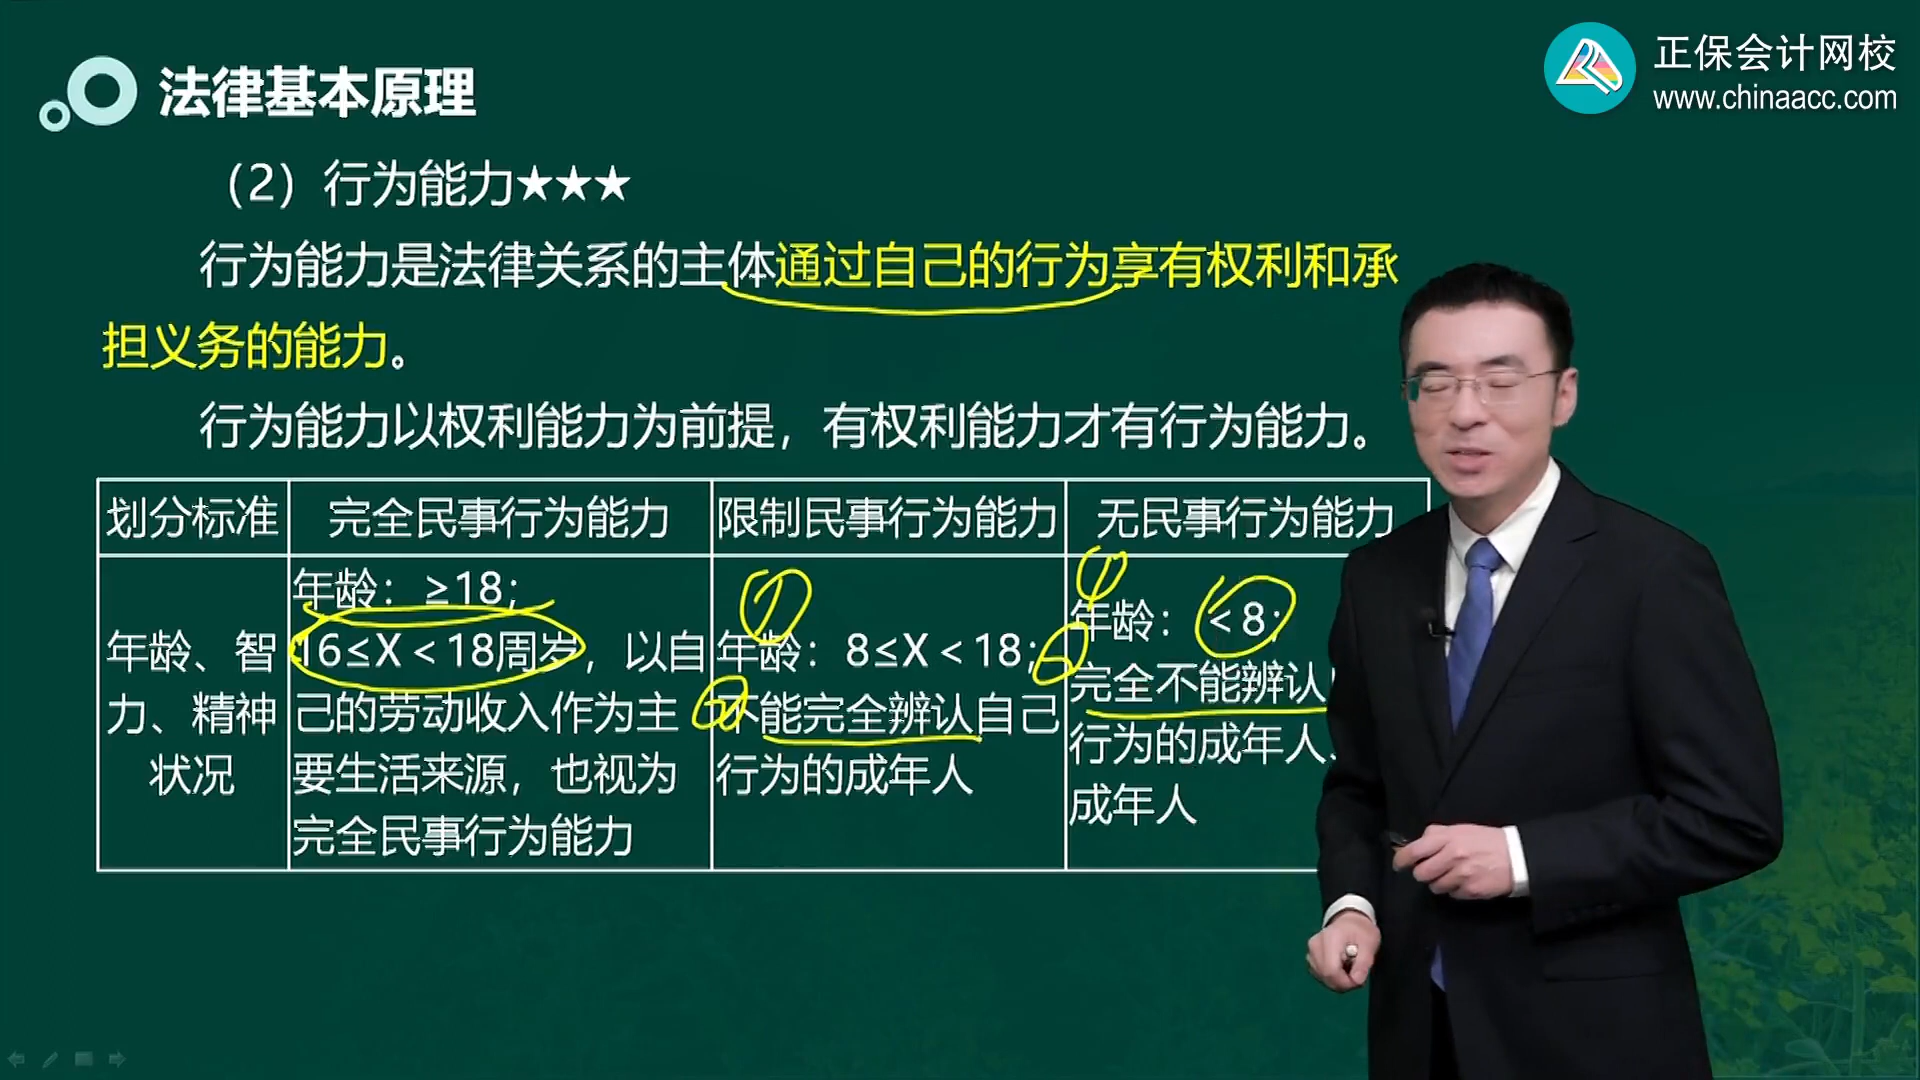 正保会计网校
www.chinaacc.com
法律基本原理
（2）行为能力★★★
行为能力是法律关系的主体通过自己的行为享有权利和承
担义务的能力。
行为能力以权利能力为前提，有权利能力才有行为能力。
划分标准 完全民事行为能力 限制民事行为能力 无民事行为能力
年龄、智
力、精神
状况
年龄：≥18；
16≤X＜18周岁，以自
己的劳动收入作为主
要生活来源，也视为
完全民事行为能力
①
年龄：8≤X＜18；
②
不能完全辨认自己
行为的成年人
①
年龄：＜8；
②
完全不能辨认
行为的成年人、
成年人